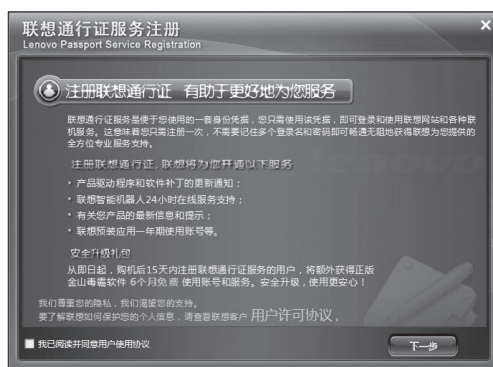 联想通行证服务注册
Lenovo Passport Service Registration
注册联想通行证 有助于更好地为您服务
联想通行证服务是便于您使用的一套身份凭据，您只需使用该凭据，即可登录和使用联想网站和各种联
机服务。这意味着您只需注册一次，不需要记住多个登录名和密码即可畅通无阻地获得联想为您提供的
全方位专业服务支持。
注册联想通行证，联想将为您开通以下服务
· 产品驱动程序和软件补丁的更新通知；
· 联想智能机器人24小时在线服务支持；
· 有关您产品的最新信息和提示；
· 联想预装应用一年期使用账号等。
安全升级礼包
从即日起，购机后15天内注册联想通行证服务的用户，将额外获得正版
金山毒霸软件 6个月免费 使用账号和服务。安全升级，使用更安心！
我们尊重您的隐私，我们渴望您的支持。
要了解联想如何保护您的个人信息，请查看联想客户 用户许可协议 。
我已阅读并同意用户使用协议
下一步